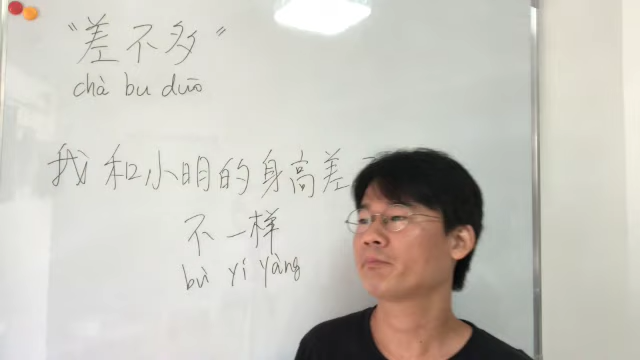 "差不多"
chà bu duō
我和小明的身高差
不一样
bù yí yàng